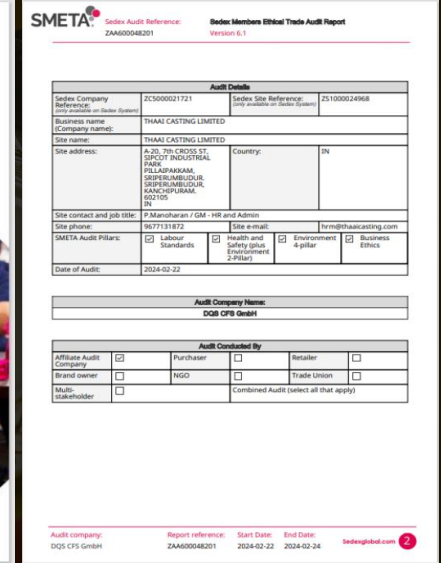 SMETA
Sedex Audit Reference:
ZAA600048201
Sedex Members Ethical Trade Audit Report
Version 6.1
Audit Details
Sedex Company Reference: (only available on Sedex System) ZC5000021721 Sedex Site Reference: (only available on Sedex System) ZS1000024968
Business name (Company name): THAAI CASTING LIMITED
Site name: THAAI CASTING LIMITED
Site address:
A-20, 7th CROSS ST,
SIPCOT INDUSTRIAL
PARK
PILLAIPAKKAM,
SRIPERUMBUDUR.
SRIPERUMBUDUR,
KANCHIPURAM.
602105
IN
Country: IN
Site contact and job title: P.Manoharan / GM - HR and Admin
Site phone: 9677131872 Site e-mail: hrm@thaaicasting.com
SMETA Audit Pillars:
Labour Standards
Health and Safety (plus Environment 2-Pillar)
Environment 4-pillar
Business Ethics
Date of Audit: 2024-02-22
Audit Company Name:
DQS CFS GmbH
Audit Conducted By
Affiliate Audit Company Purchaser Retailer
Brand owner NGO Trade Union
Multi-stakeholder Combined Audit (select all that apply)
Audit company: Report reference: Start Date: End Date:
DQS CFS GmbH ZAA600048201 2024-02-22 2024-02-24
Sedexglobal.com 2